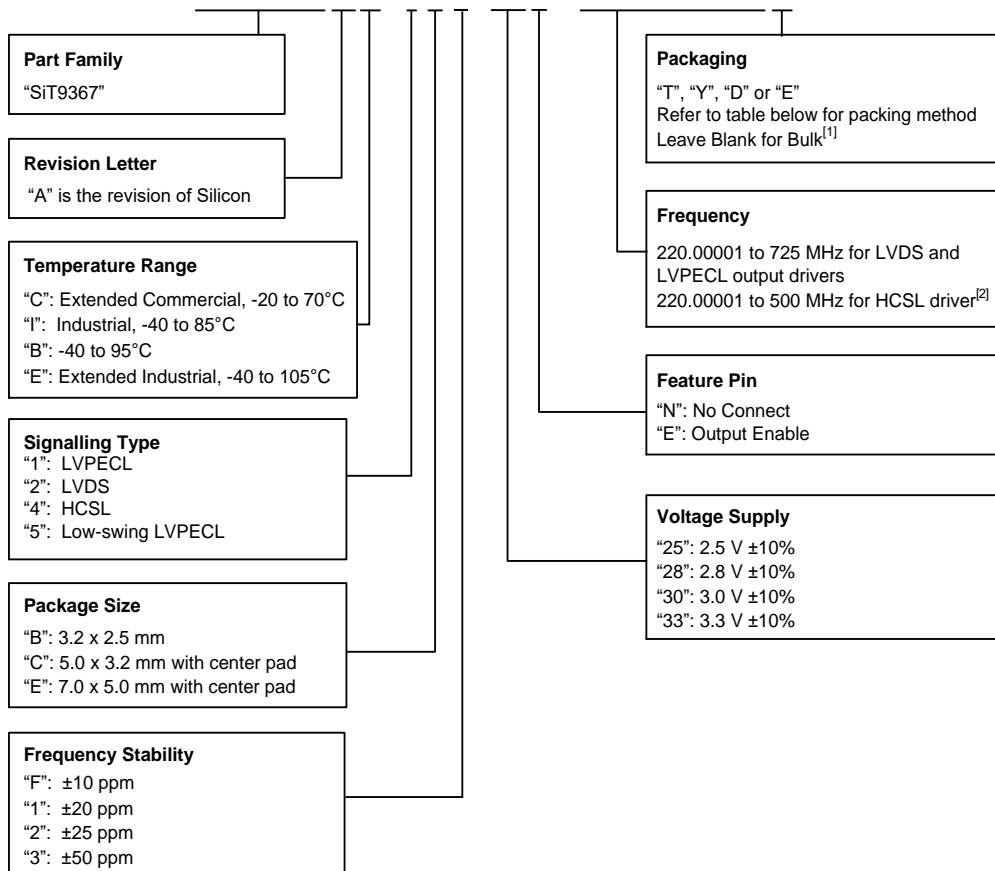 Part Family
“SiT9367”
Revision Letter
“A” is the revision of Silicon
Temperature Range
“C”: Extended Commercial, -20 to 70°C
“I”: Industrial, -40 to 85°C
“B”: -40 to 95°C
“E”: Extended Industrial, -40 to 105°C
Signalling Type
“1”: LVPECL
“2”: LVDS
“4”: HCSL
“5”: Low-swing LVPECL
Package Size
“B”: 3.2 x 2.5 mm
“C”: 5.0 x 3.2 mm with center pad
“E”: 7.0 x 5.0 mm with center pad
Frequency Stability
“F”: ±10 ppm
“1”: ±20 ppm
“2”: ±25 ppm
“3”: ±50 ppm
Packaging
“T”, “Y”, “D” or “E”
Refer to table below for packing method
Leave Blank for Bulk[1]
Frequency
220.00001 to 725 MHz for LVDS and
LVPECL output drivers
220.00001 to 500 MHz for HCSL driver[2]
Feature Pin
“N”: No Connect
“E”: Output Enable
Voltage Supply
“25”: 2.5 V ±10%
“28”: 2.8 V ±10%
“30”: 3.0 V ±10%
“33”: 3.3 V ±10%